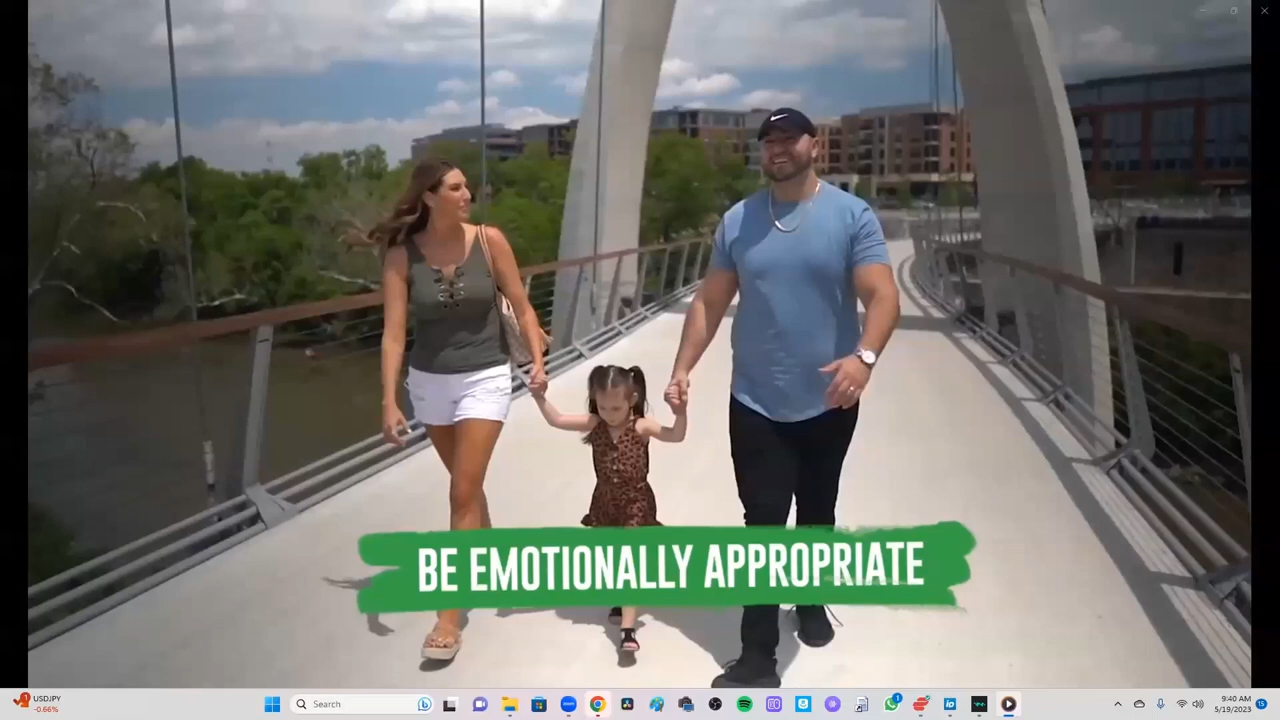 BE EMOTIONALLY APPROPRIATE
USDJPY
-0.66%
Search
9:40 AM
5/19/2023